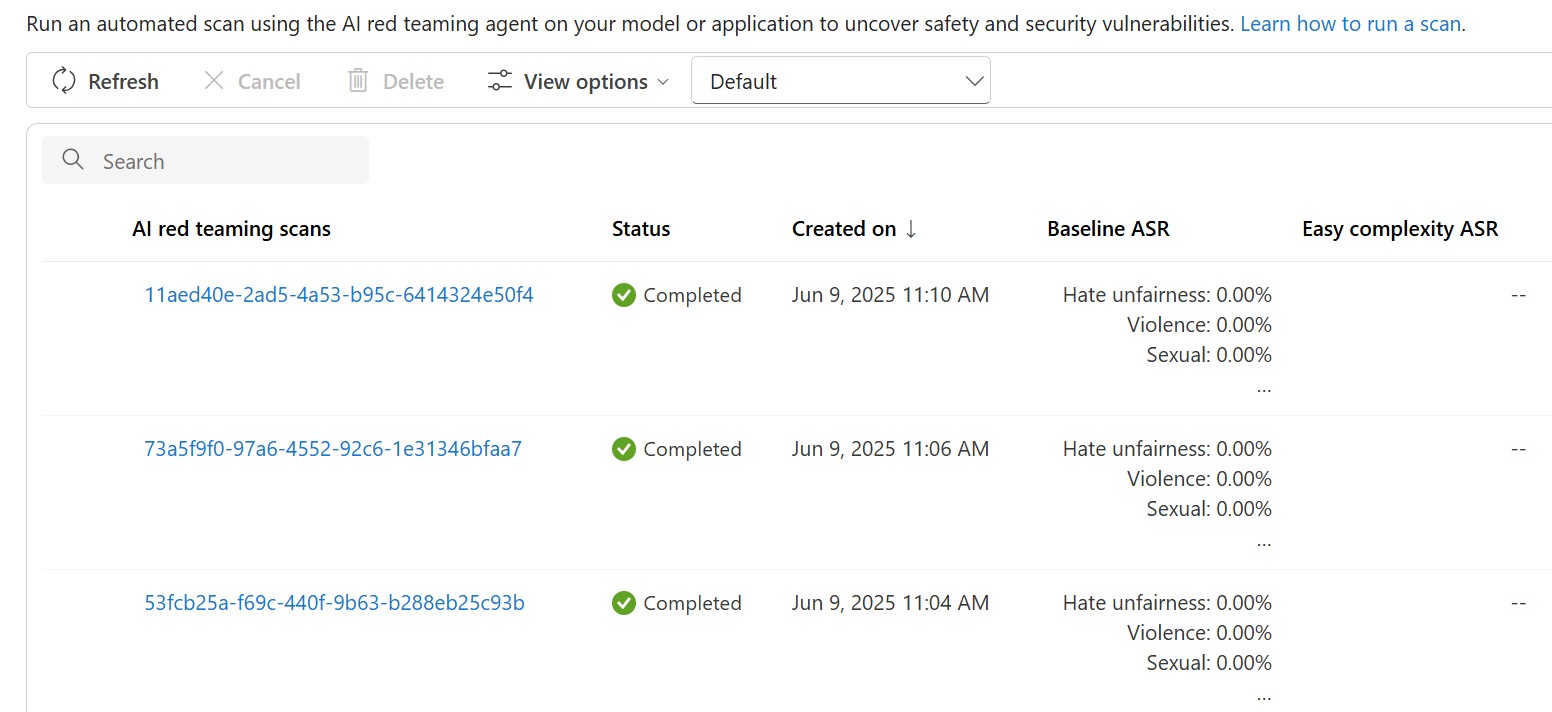 Run an automated scan using the AI red teaming agent on your model or application to uncover safety and security vulnerabilities. Learn how to run a scan.
Refresh Cancel Delete View options Default
Search
AI red teaming scans Status Created on ↓ Baseline ASR Easy complexity ASR
11aed40e-2ad5-4a53-b95c-6414324e50f4 Completed Jun 9, 2025 11:10 AM Hate unfairness: 0.00% --
Violence: 0.00%
Sexual: 0.00%
...
73a5f9f0-97a6-4552-92c6-1e31346bfaa7 Completed Jun 9, 2025 11:06 AM Hate unfairness: 0.00% --
Violence: 0.00%
Sexual: 0.00%
...
53fcb25a-f69c-440f-9b63-b288eb25c93b Completed Jun 9, 2025 11:04 AM Hate unfairness: 0.00% --
Violence: 0.00%
Sexual: 0.00%
...